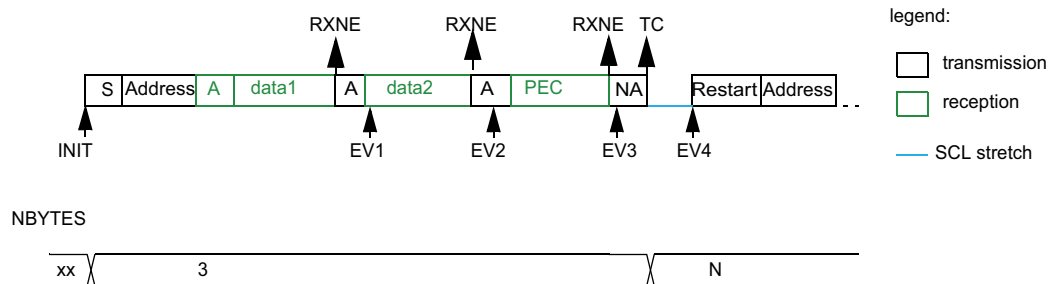 legend:
RXNE RXNE RXNE TC
transmission
S Address A data1 A data2 A PEC NA Restart Address
reception
INIT EV1 EV2 EV3 EV4
SCL stretch
NBYTES
xx 3 N